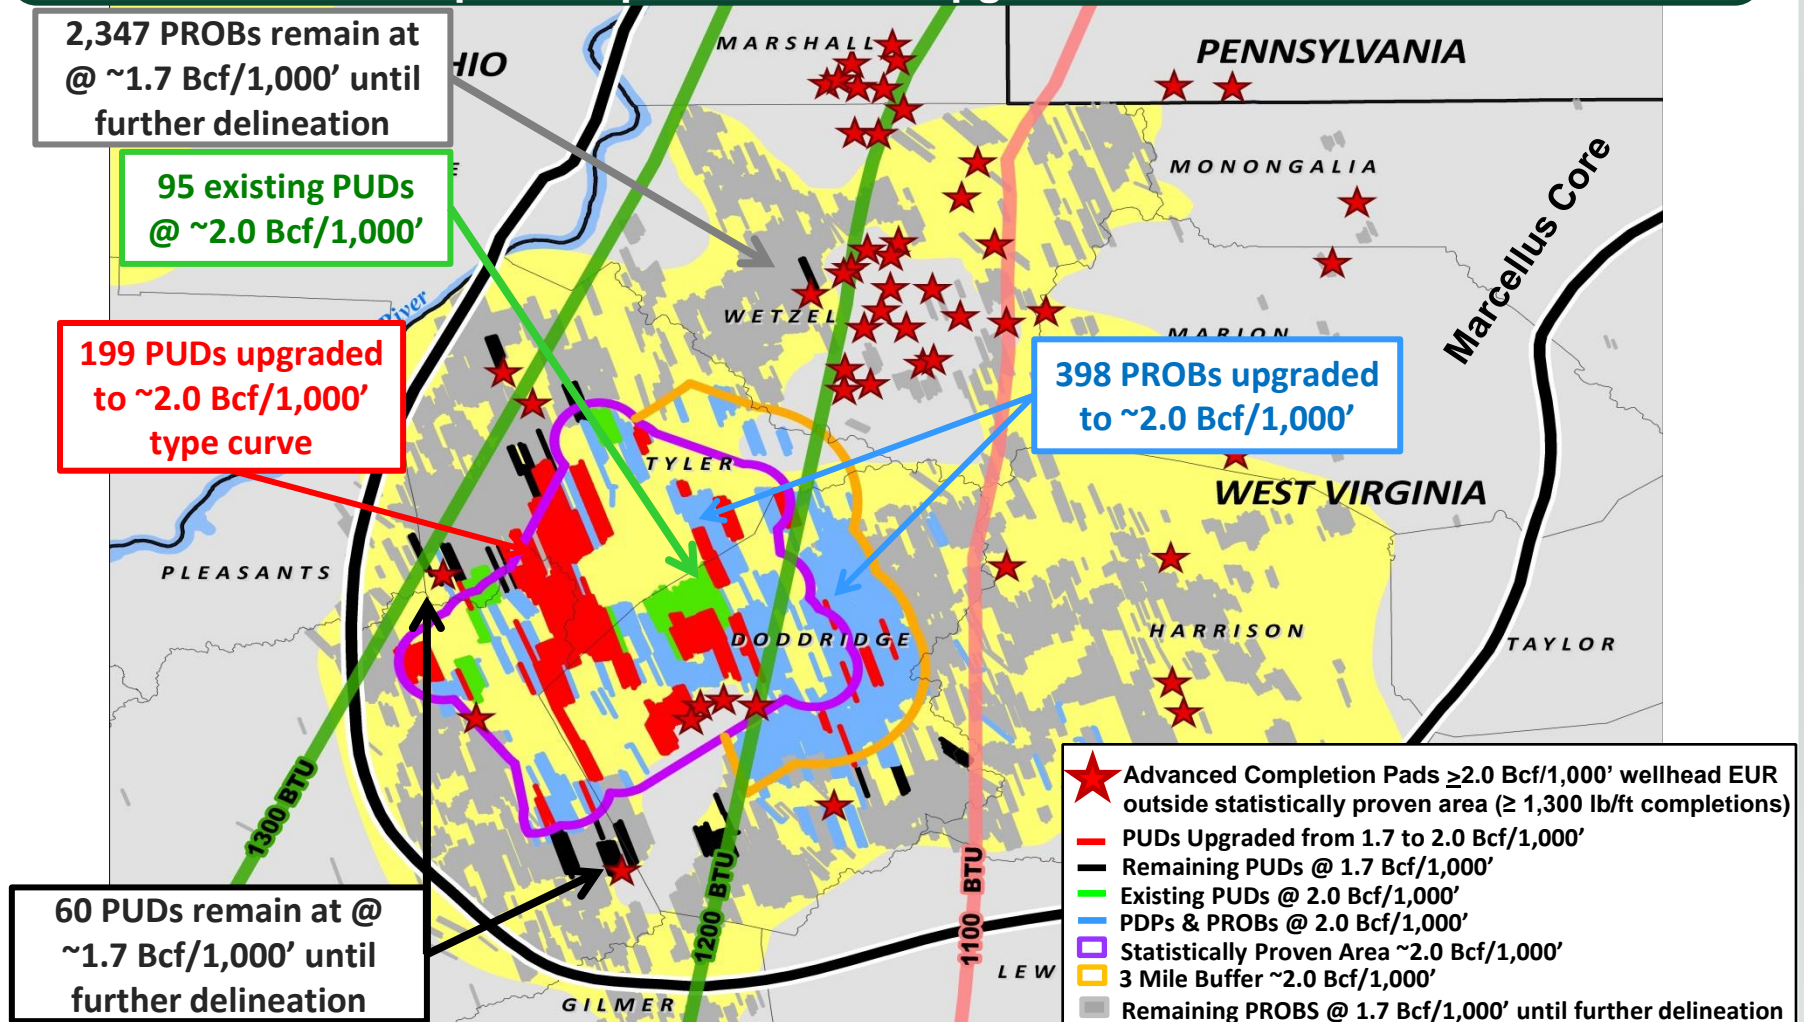 2,347 PROBs remain at
@ ~1.7 Bcf/1,000’ until
further delineation
95 existing PUDs
@ ~2.0 Bcf/1,000’
199 PUDs upgraded
to ~2.0 Bcf/1,000’
type curve
398 PROBs upgraded
to ~2.0 Bcf/1,000’
60 PUDs remain at @
~1.7 Bcf/1,000’ until
further delineation
MARSHALL
PENNSYLVANIA
MONONGALIA
Marcellus Core
River
WETZEL
MARION
TYLER
WEST VIRGINIA
PLEASANTS
DODDRIDGE
HARRISON
TAYLOR
1300 BTU
1200 BTU
1100 BTU
GILMER
LEW
Advanced Completion Pads ≥2.0 Bcf/1,000’ wellhead EUR
outside statistically proven area (≥ 1,300 lb/ft completions)
PUDs Upgraded from 1.7 to 2.0 Bcf/1,000’
Remaining PUDs @ 1.7 Bcf/1,000’
Existing PUDs @ 2.0 Bcf/1,000’
PDPs & PROBs @ 2.0 Bcf/1,000’
Statistically Proven Area ~2.0 Bcf/1,000’
3 Mile Buffer ~2.0 Bcf/1,000’
Remaining PROBS @ 1.7 Bcf/1,000’ until further delineation